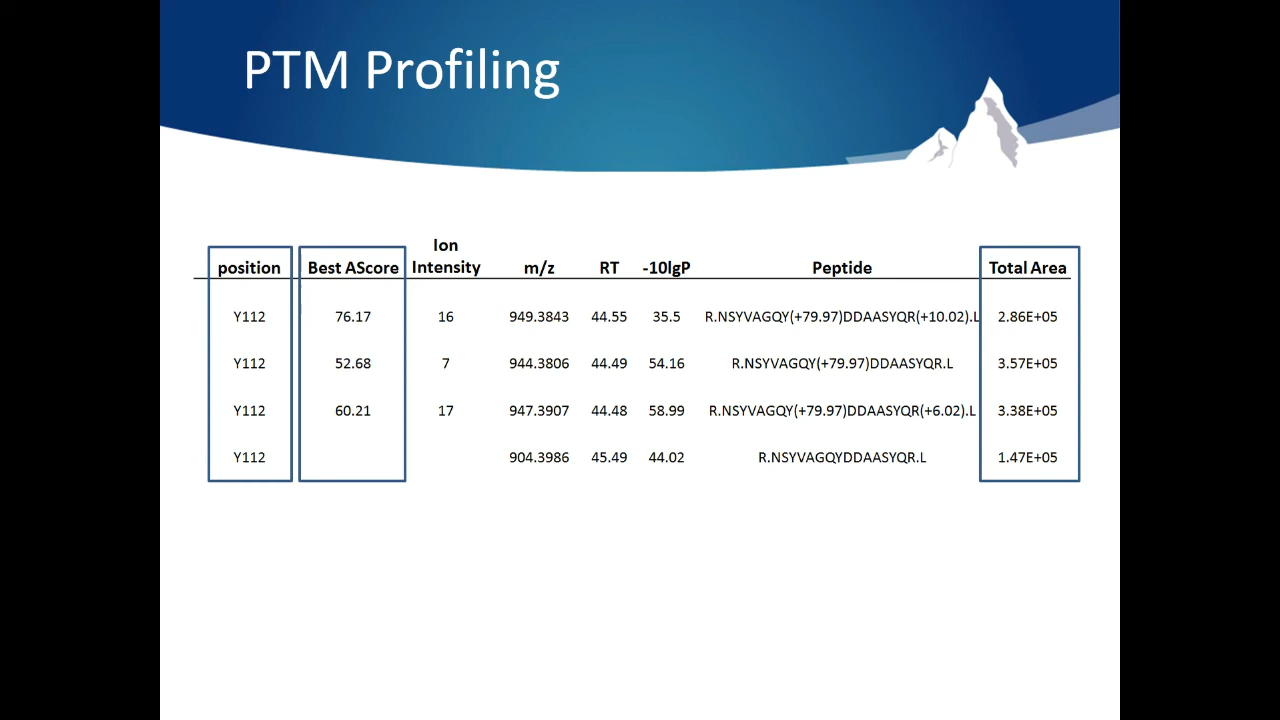 PTM Profiling
position Best AScore Ion Intensity m/z RT -10lgP Peptide Total Area
Y112 76.17 16 949.3843 44.55 35.5 R.NSYVAGQY(+79.97)DDAASYQR(+10.02).L 2.86E+05
Y112 52.68 7 944.3806 44.49 54.16 R.NSYVAGQY(+79.97)DDAASYQR.L 3.57E+05
Y112 60.21 17 947.3907 44.48 58.99 R.NSYVAGQY(+79.97)DDAASYQR(+6.02).L 3.38E+05
Y112 904.3986 45.49 44.02 R.NSYVAGQYDDAASYQR.L 1.47E+05